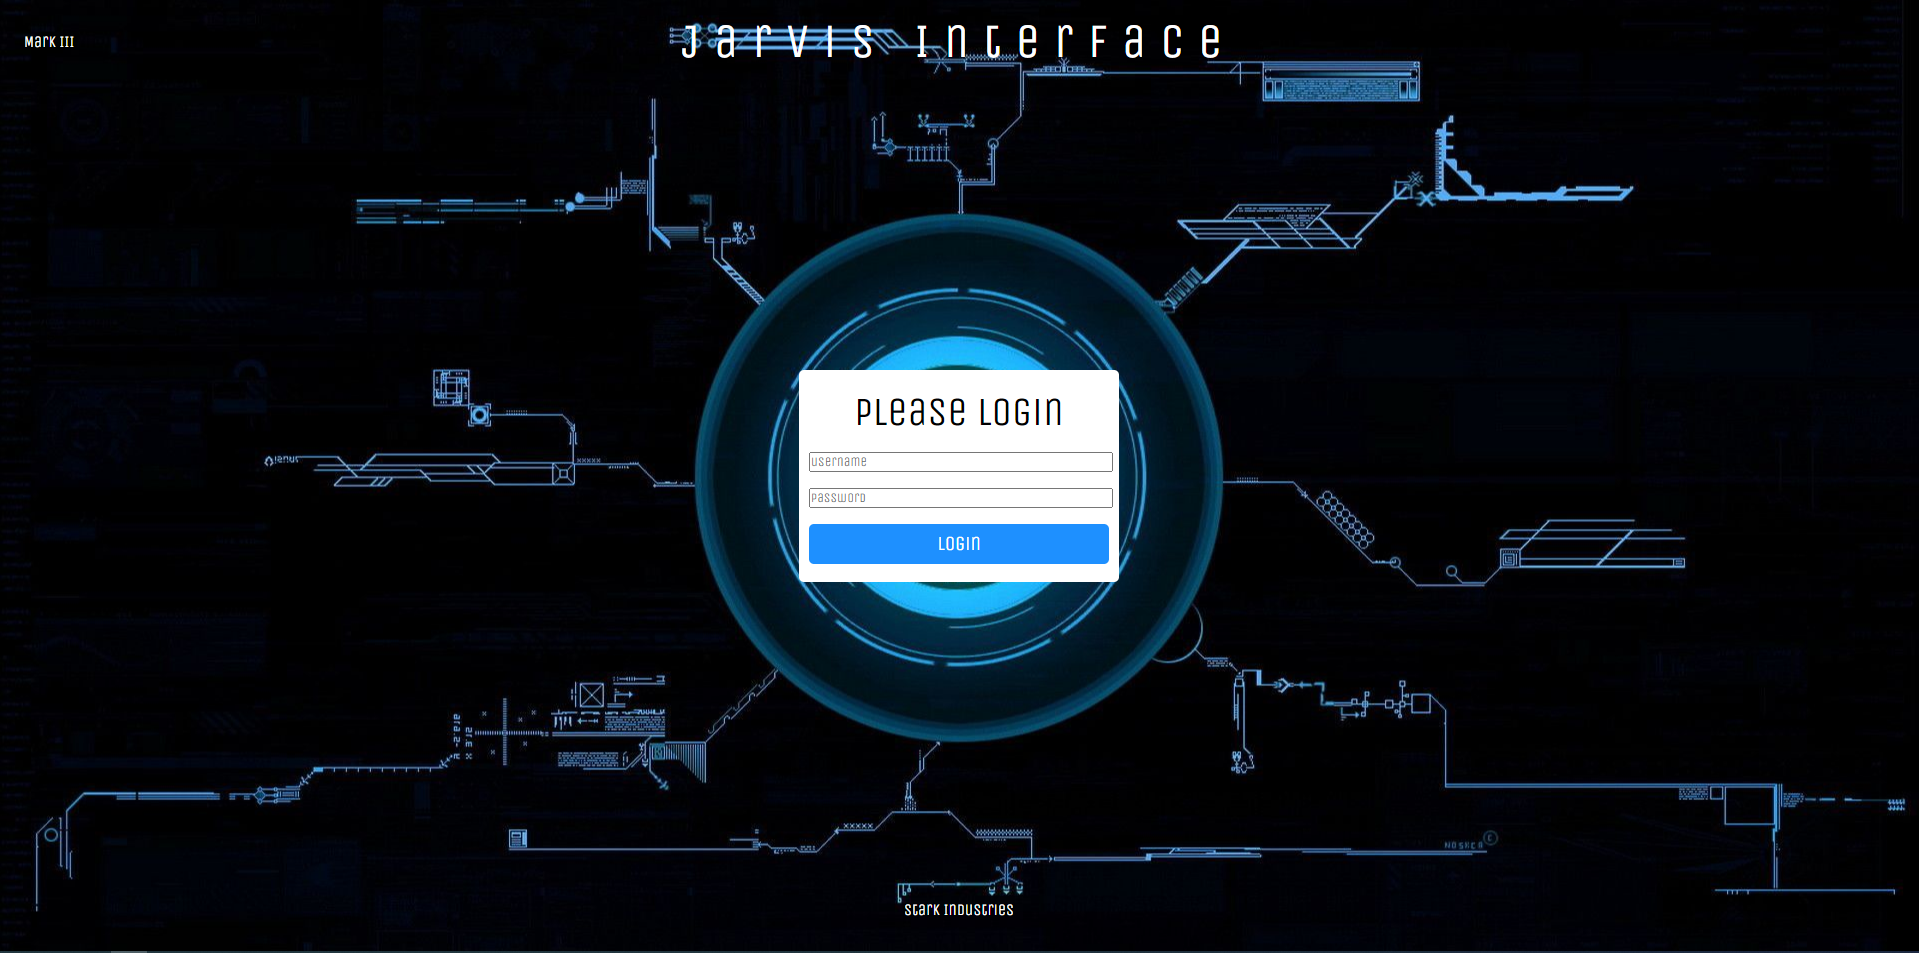 Jarvis Interface
Mark III
Please Login
username
password
Login
Stark Industries